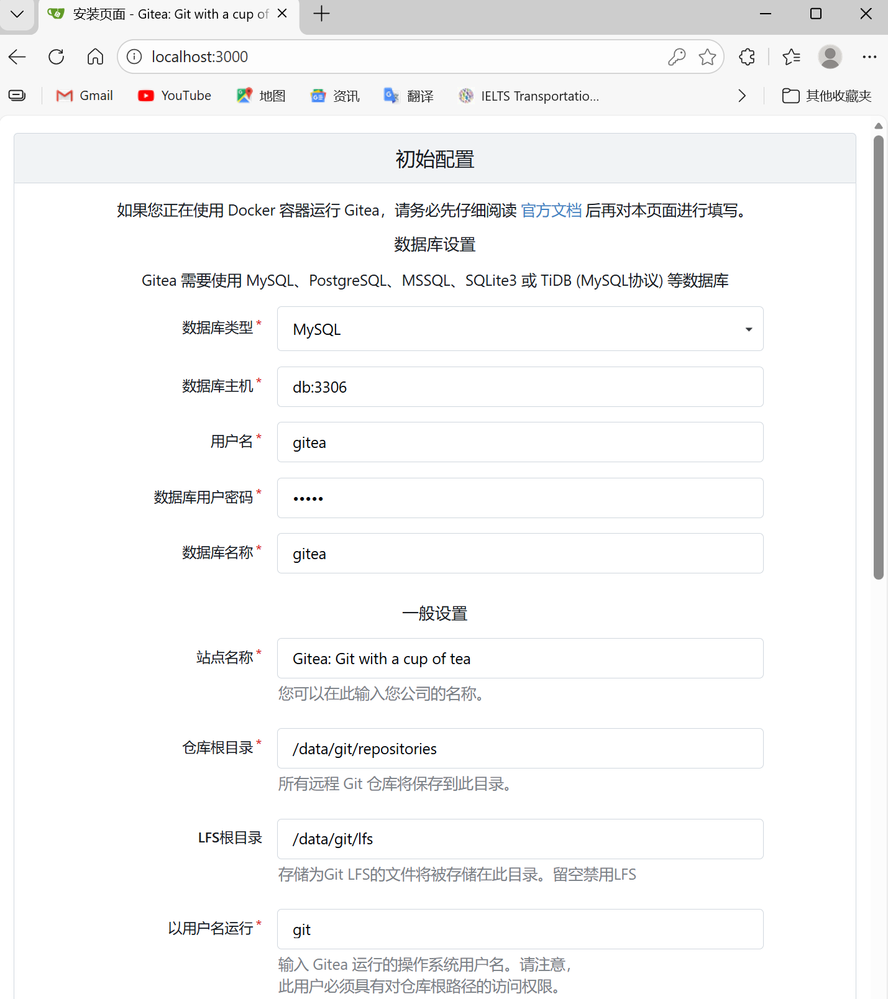 安装页面 - Gitea: Git with a cup of
localhost:3000
Gmail
YouTube
地图
资讯
翻译
IELTS Transportatio...
其他收藏夹
初始配置
如果您正在使用 Docker 容器运行 Gitea，请务必先仔细阅读 官方文档 后再对本页面进行填写。
数据库设置
Gitea 需要使用 MySQL、PostgreSQL、MSSQL、SQLite3 或 TiDB (MySQL协议) 等数据库
数据库类型 * MySQL
数据库主机 * db:3306
用户名 * gitea
数据库用户密码 * •••••
数据库名称 * gitea
一般设置
站点名称 * Gitea: Git with a cup of tea
您可以在此输入您公司的名称。
仓库根目录 * /data/git/repositories
所有远程 Git 仓库将保存到此目录。
LFS根目录 /data/git/lfs
存储为Git LFS的文件将被存储在此目录。留空禁用LFS
以用户名运行 * git
输入 Gitea 运行的操作系统用户名。请注意，
此用户必须具有对仓库根路径的访问权限。